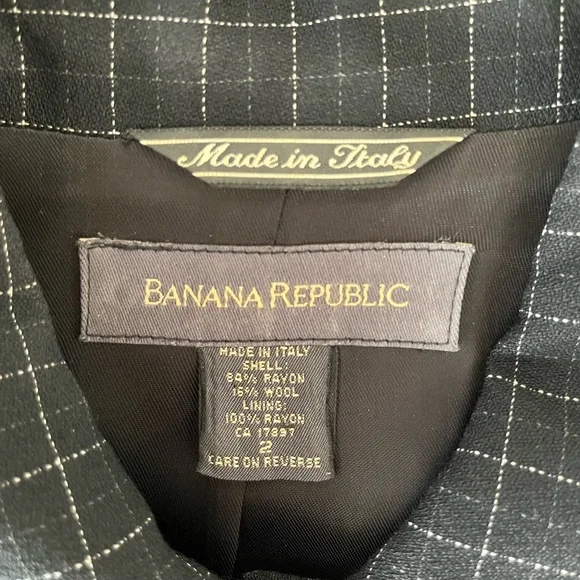 Made in Italy
BANANA REPUBLIC
MADE IN ITALY
SHELL:
84% RAYON
16% WOOL
LINING:
100% RAYON
CA 17897
2
CARE ON REVERSE